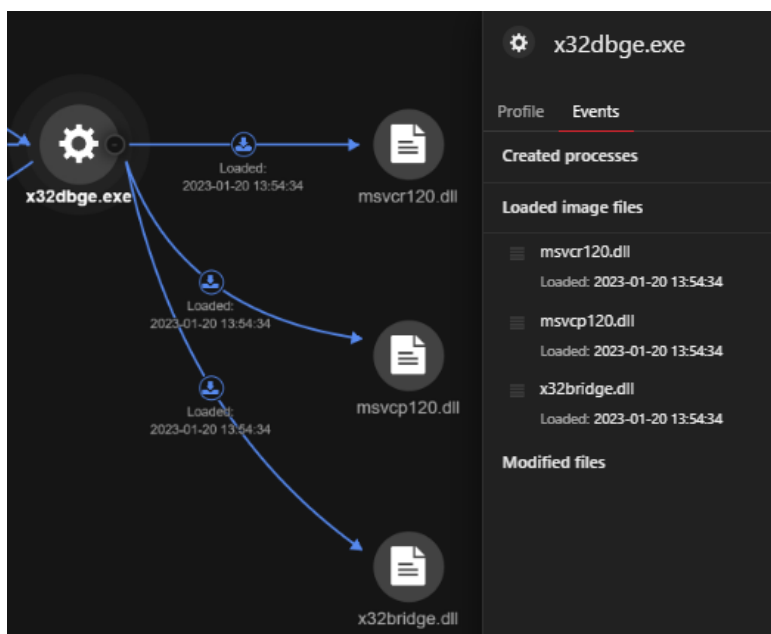 x32dbge.exe
Loaded:
2023-01-20 13:54:34
msvcr120.dll
Loaded:
2023-01-20 13:54:34
msvcp120.dll
Loaded:
2023-01-20 13:54:34
x32bridge.dll
x32dbge.exe
Profile Events
Created processes
Loaded image files
msvcr120.dll
Loaded: 2023-01-20 13:54:34
msvcp120.dll
Loaded: 2023-01-20 13:54:34
x32bridge.dll
Loaded: 2023-01-20 13:54:34
Modified files